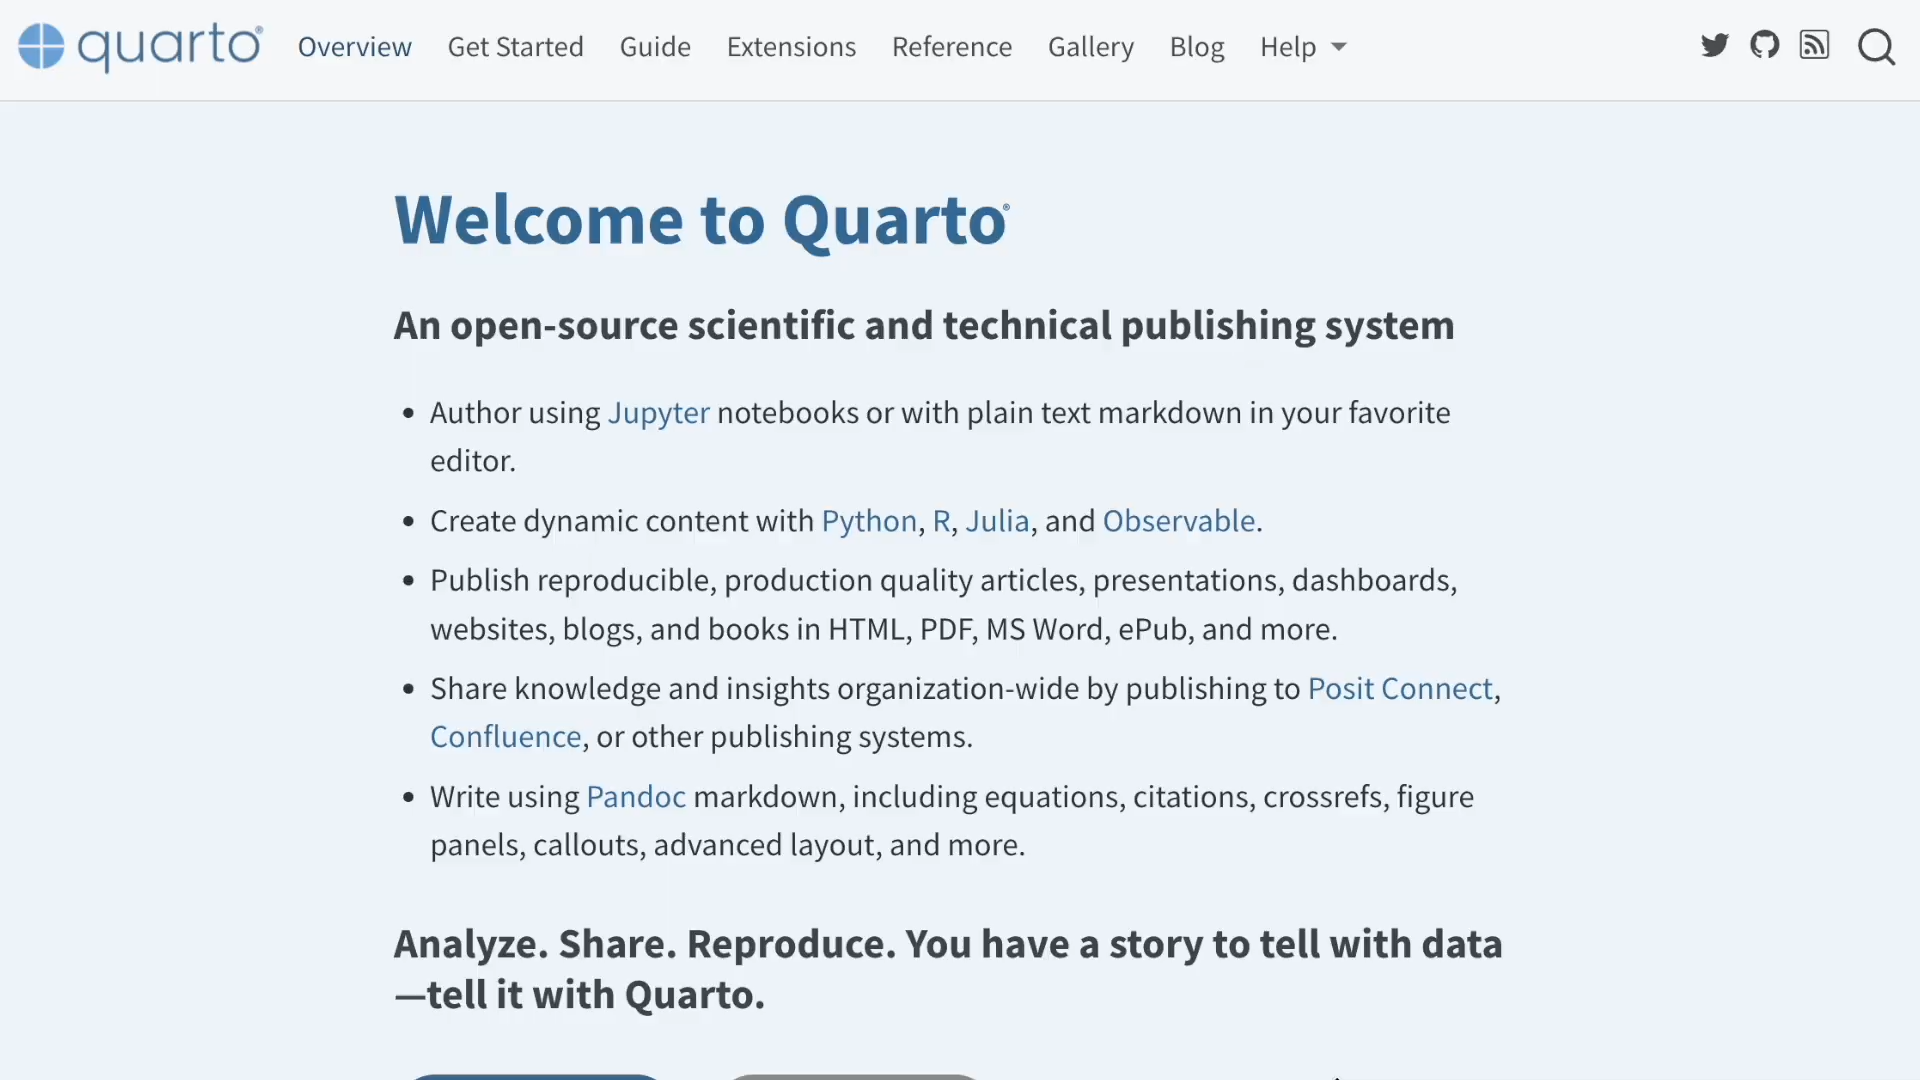 quarto®
Overview
Get Started
Guide
Extensions
Reference
Gallery
Blog
Help
Welcome to Quarto®
An open-source scientific and technical publishing system
• Author using Jupyter notebooks or with plain text markdown in your favorite
editor.
• Create dynamic content with Python, R, Julia, and Observable.
• Publish reproducible, production quality articles, presentations, dashboards,
websites, blogs, and books in HTML, PDF, MS Word, ePub, and more.
• Share knowledge and insights organization-wide by publishing to Posit Connect,
Confluence, or other publishing systems.
• Write using Pandoc markdown, including equations, citations, crossrefs, figure
panels, callouts, advanced layout, and more.
Analyze. Share. Reproduce. You have a story to tell with data
—tell it with Quarto.